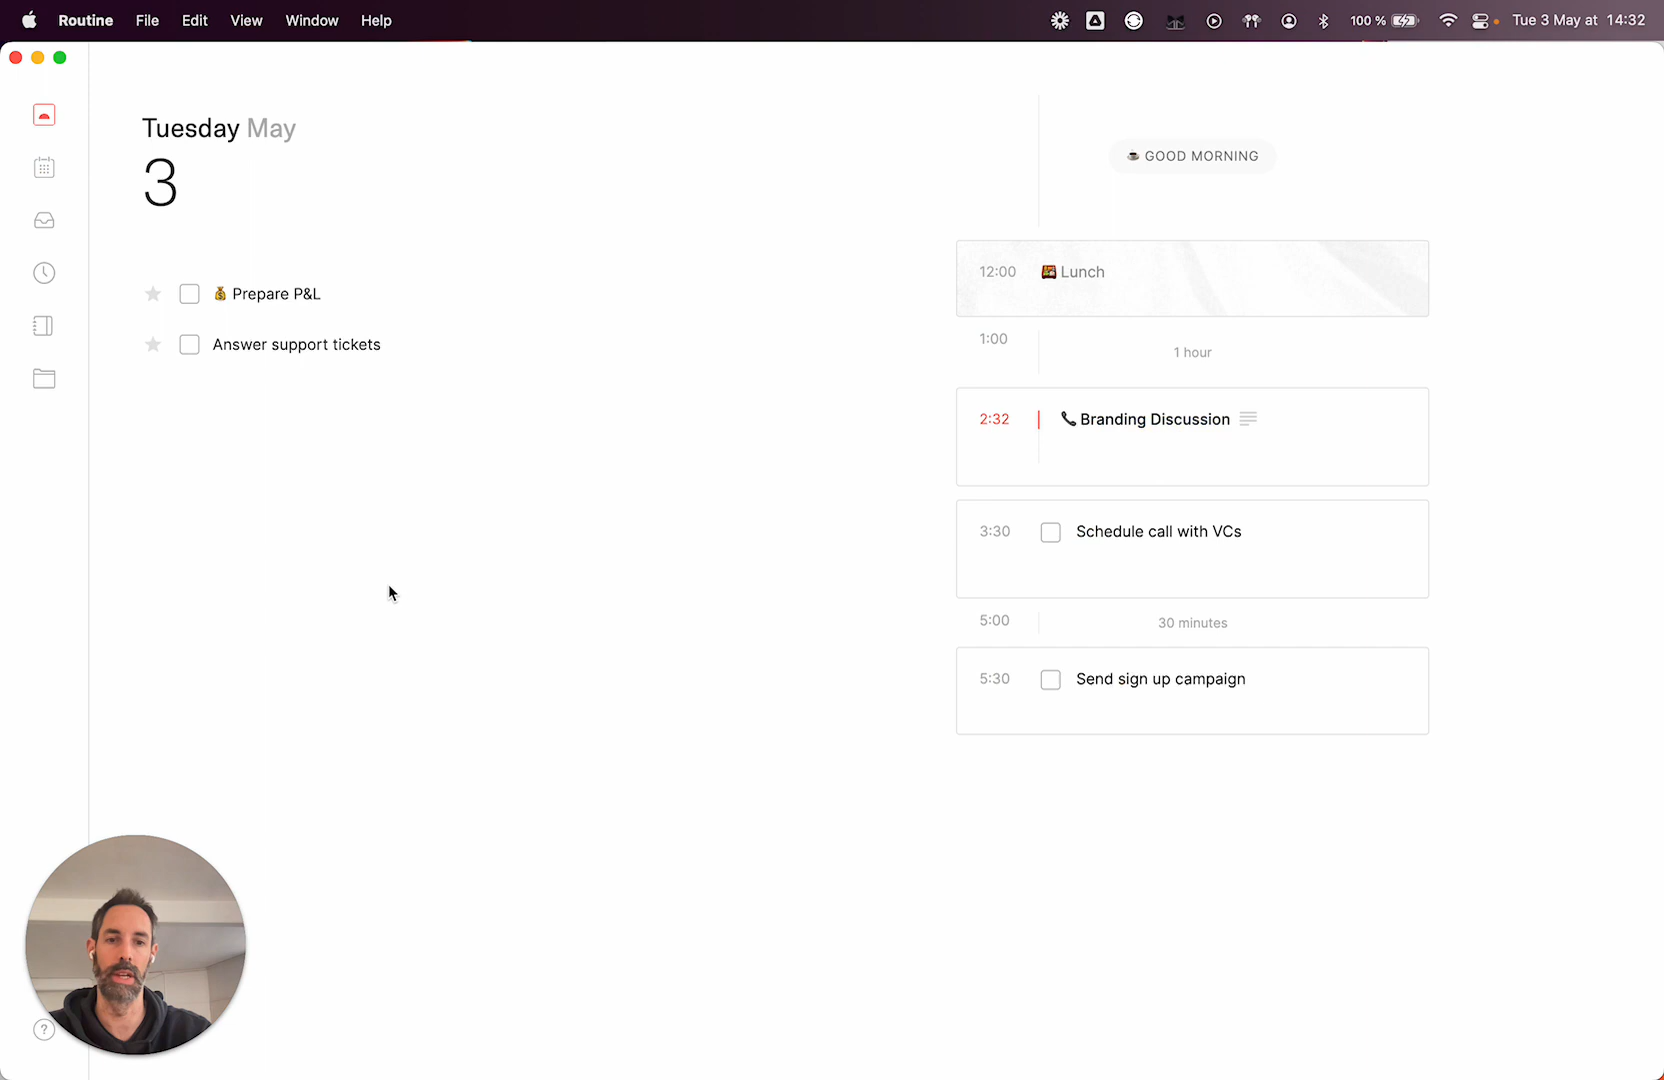 Routine File Edit View Window Help 100 % Tue 3 May at 14:32
Tuesday May
3
Prepare P&L
Answer support tickets
GOOD MORNING
12:00 Lunch
1:00 1 hour
2:32 Branding Discussion
3:30 Schedule call with VCs
5:00 30 minutes
5:30 Send sign up campaign
?